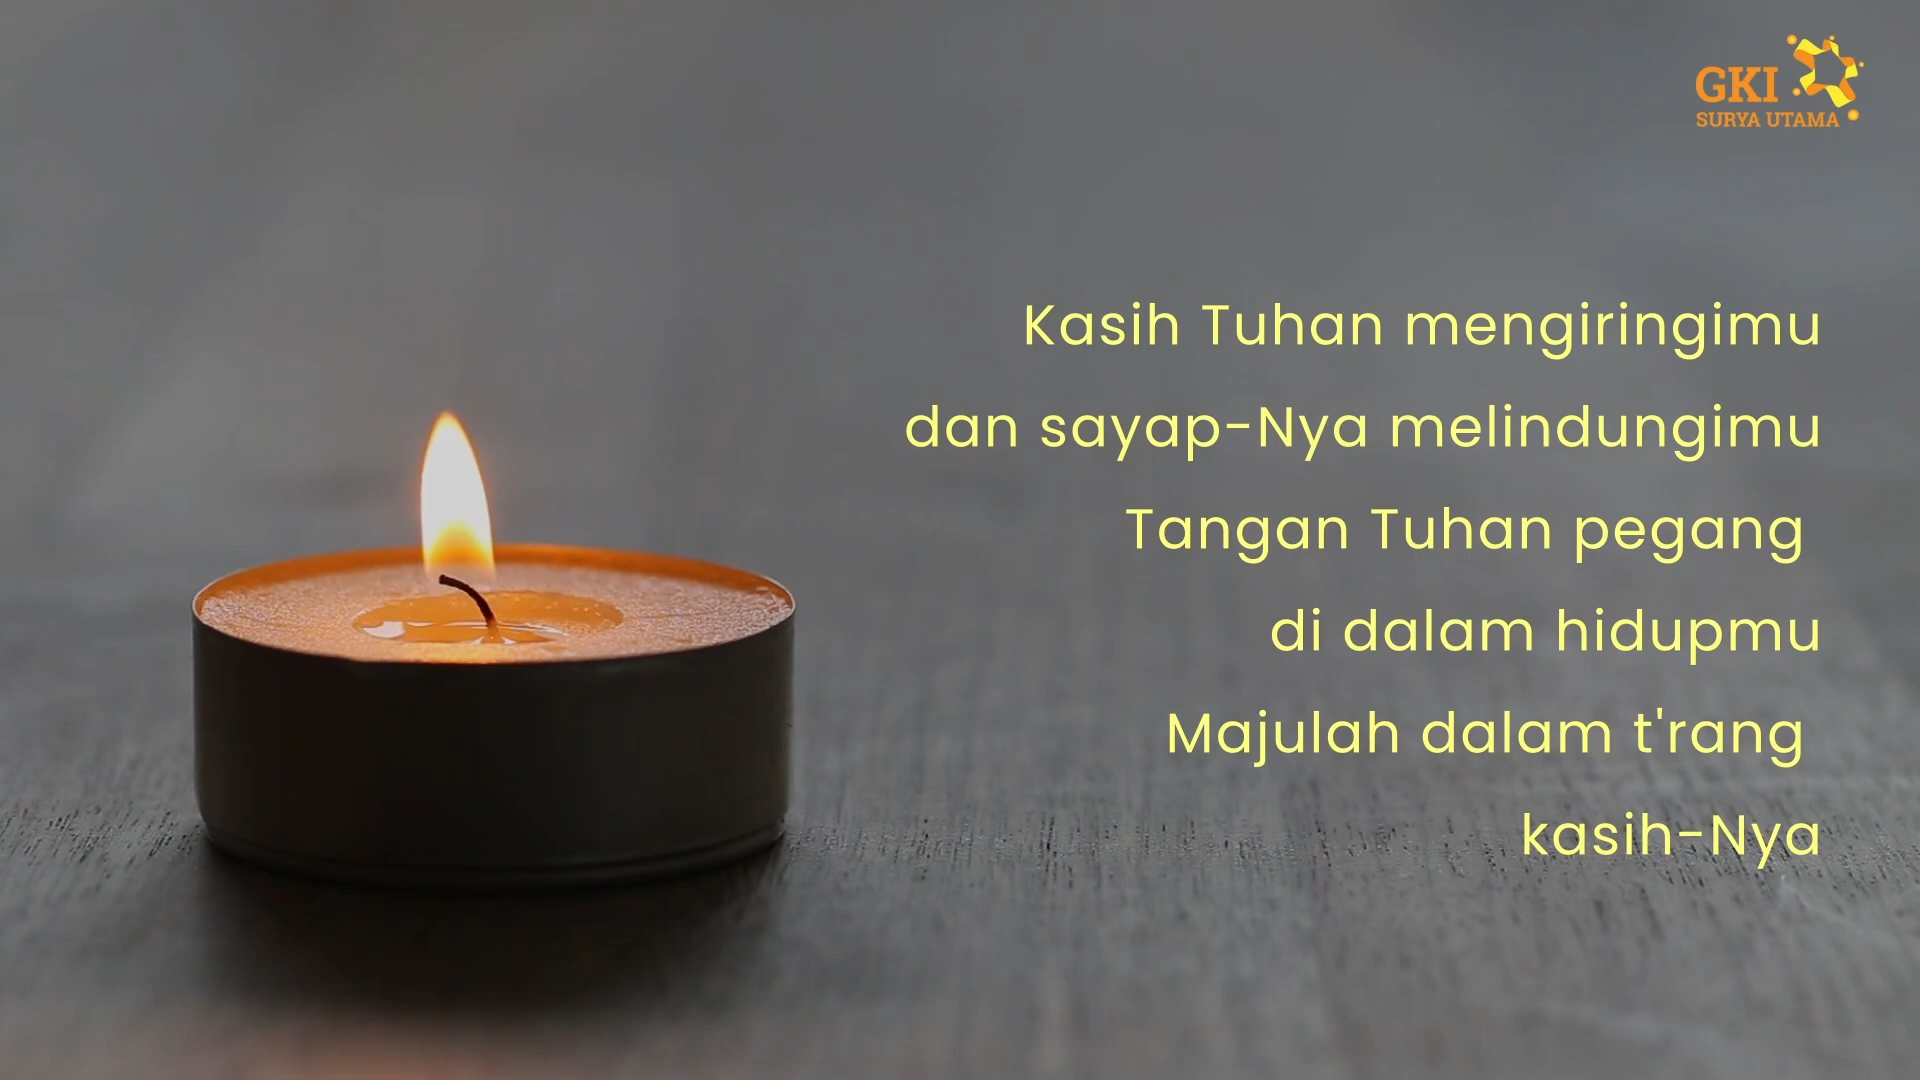 GKI
SURYA UTAMA
Kasih Tuhan mengiringimu
dan sayap-Nya melindungimu
Tangan Tuhan pegang
di dalam hidupmu
Majulah dalam t'rang
kasih-Nya